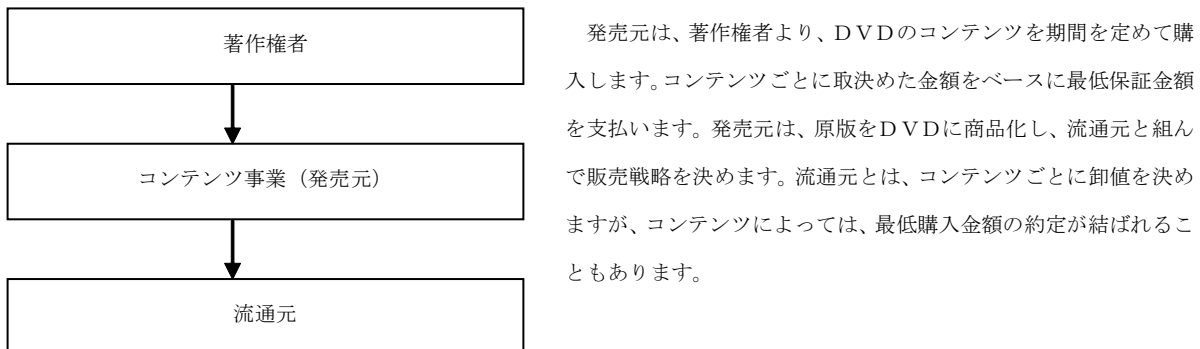 著作権者
コンテンツ事業（発売元）
流通元
発売元は、著作権者より、ＤＶＤのコンテンツを期間を定めて購
入します。コンテンツごとに取決めた金額をベースに最低保証金額
を支払います。発売元は、原版をＤＶＤに商品化し、流通元と組ん
で販売戦略を決めます。流通元とは、コンテンツごとに卸値を決め
ますが、コンテンツによっては、最低購入金額の約定が結ばれるこ
ともあります。